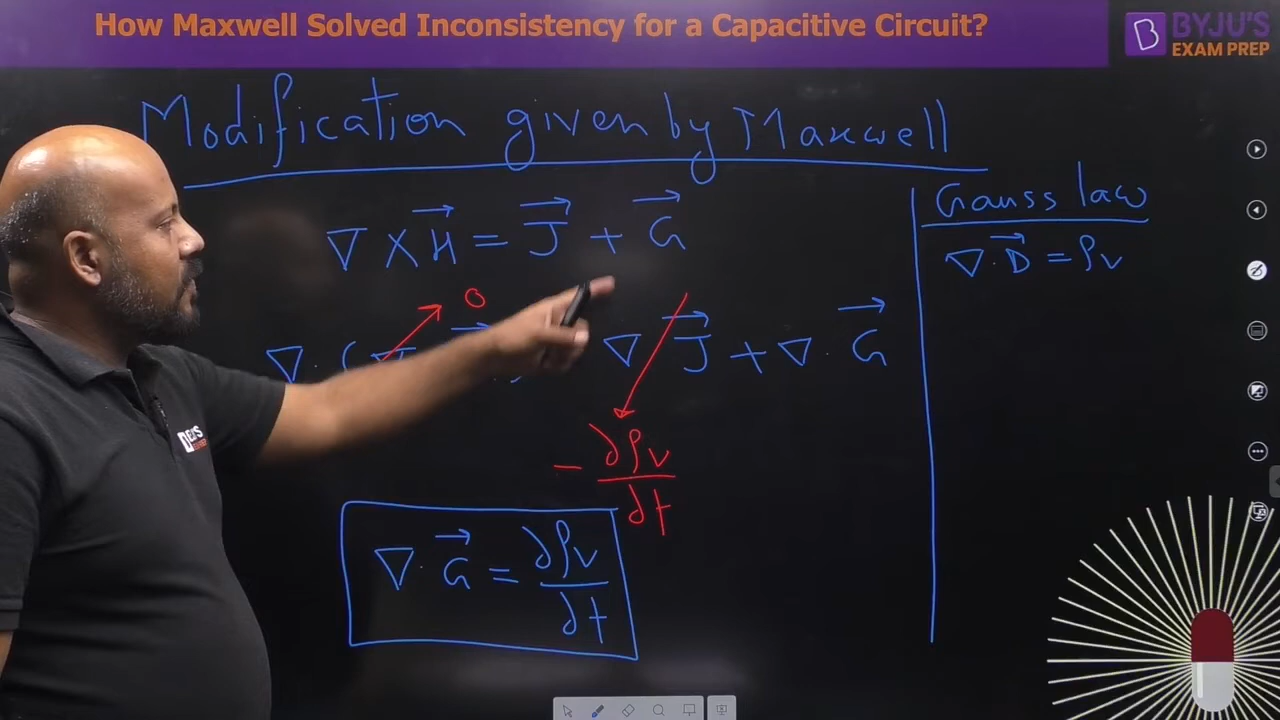 How Maxwell Solved Inconsistency for a Capacitive Circuit?
BYJU'S
EXAM PREP
Modification given by Maxwell
∇ × H⃗ = J⃗ + G⃗
0
∇ · (∇
∇ J⃗ + ∇ · G⃗
− ∂ρv
∂t
∇ · G⃗ = ∂ρv
∂t
Gauss law
∇ · D⃗ = ρv